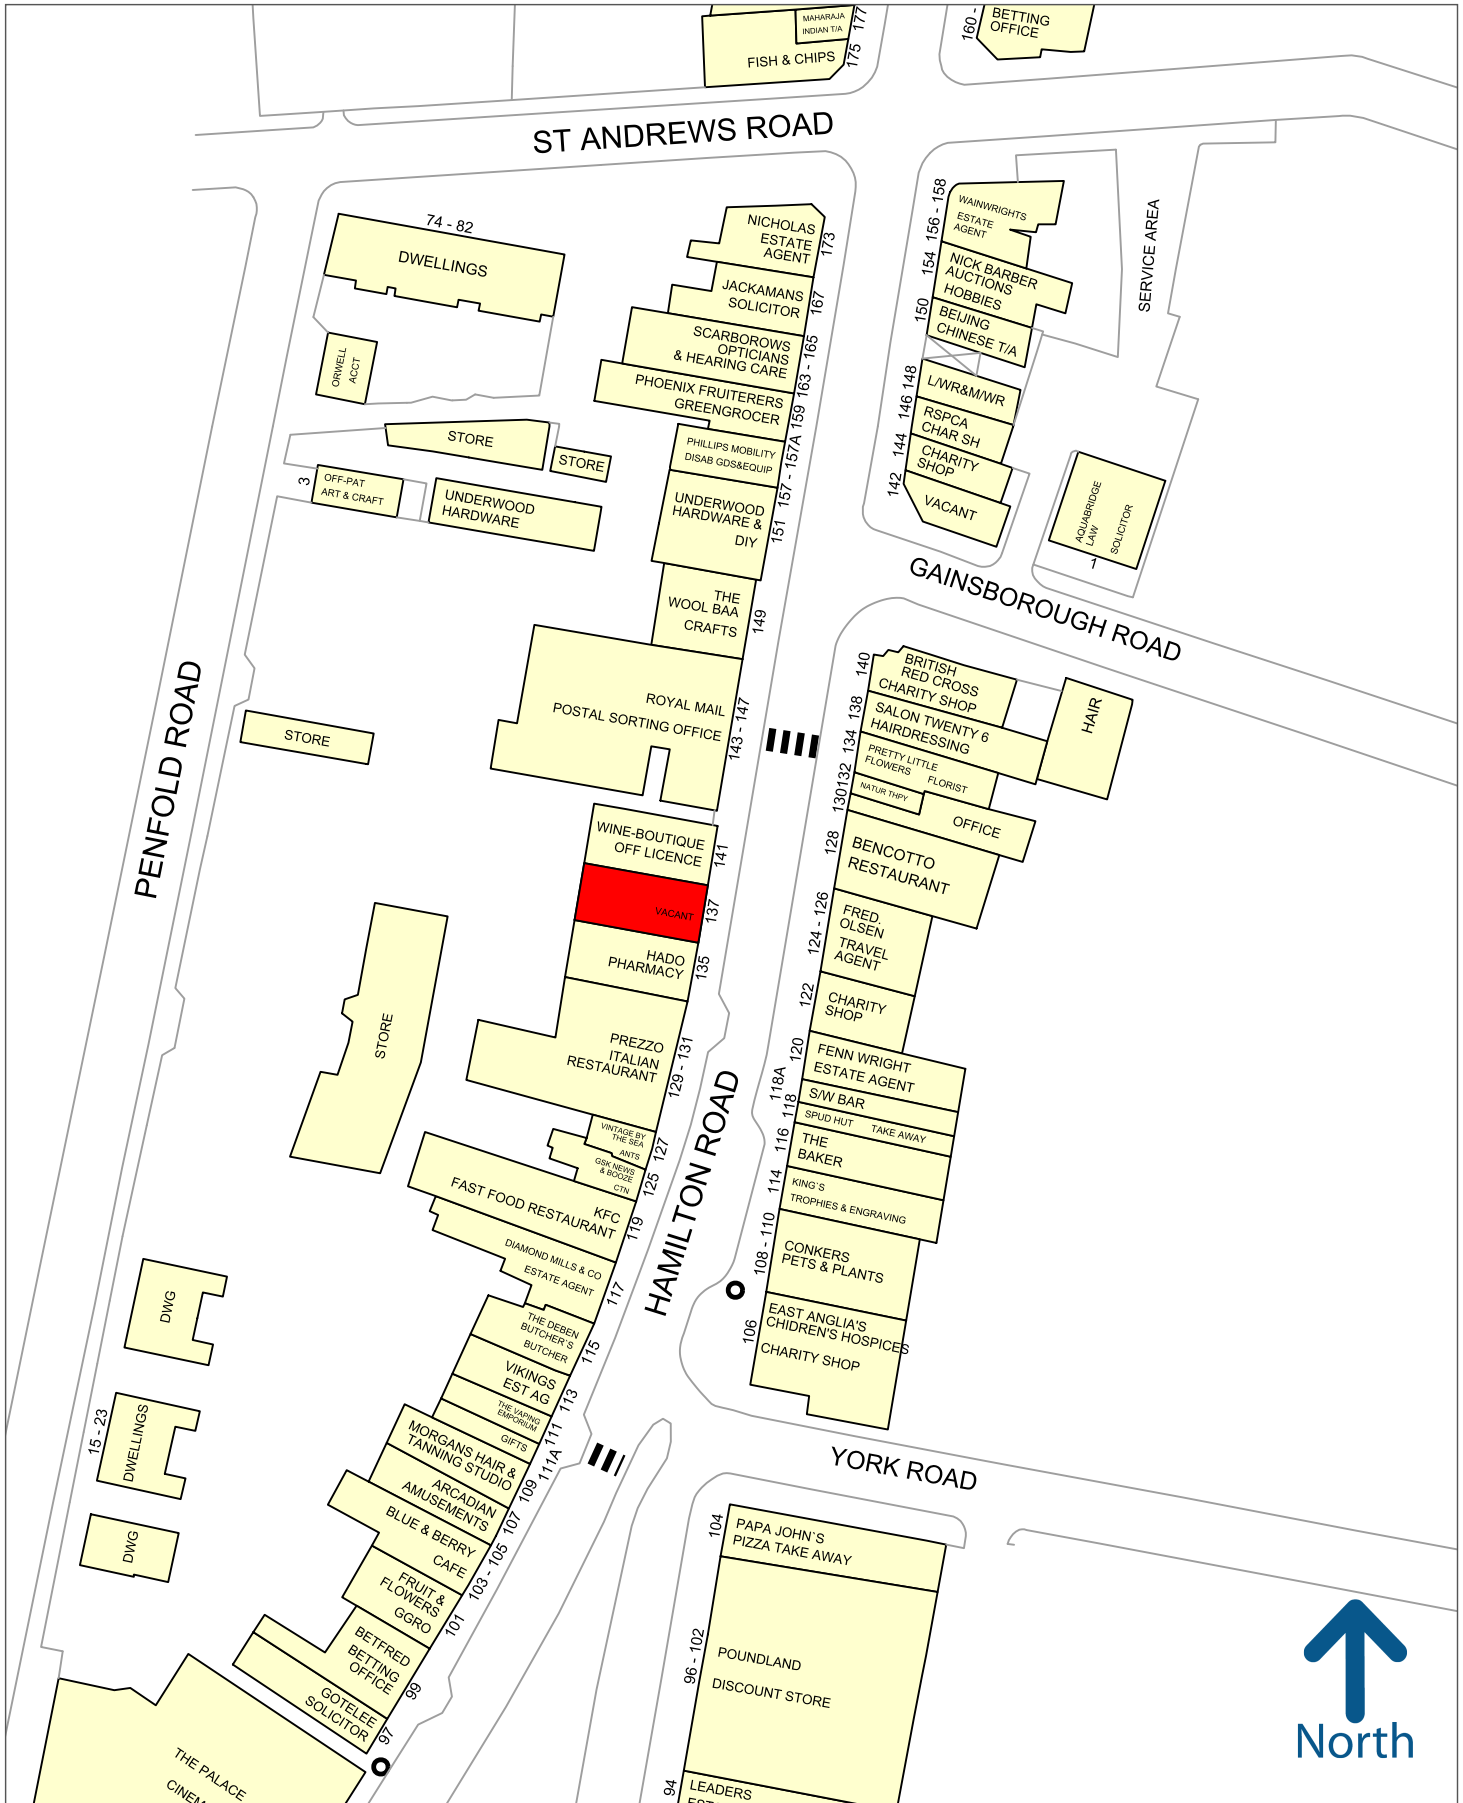 MAHARAJA
INDIAN T/A
177
FISH & CHIPS
175
160 -
BETTING
OFFICE
ST ANDREWS ROAD
74 - 82
DWELLINGS
ORWELL
ACCT
STORE
STORE
3
OFF-PAT
ART & CRAFT
UNDERWOOD
HARDWARE
NICHOLAS
ESTATE
AGENT
173
JACKAMANS
SOLICITOR
167
SCARBOROWS
OPTICIANS
& HEARING CARE
163 - 165
PHOENIX FRUITERERS
GREENGROCER
159
PHILLIPS MOBILITY
DISAB GDS&EQUIP
157 - 157A
UNDERWOOD
HARDWARE &
DIY
151
THE
WOOL BAA
CRAFTS
149
ROYAL MAIL
POSTAL SORTING OFFICE
143 - 147
WAINWRIGHTS
ESTATE
AGENT
156 - 158
NICK BARBER
AUCTIONS
HOBBIES
154
BEIJING
CHINESE T/A
150
L/WR&M/WR
148
RSPCA
CHAR SH
146
CHARITY
SHOP
144
VACANT
142
SERVICE AREA
AQUABRIDGE
LAW
SOLICITOR
1
GAINSBOROUGH ROAD
PENFOLD ROAD
STORE
140
BRITISH
RED CROSS
CHARITY SHOP
138
SALON TWENTY 6
HAIRDRESSING
HAIR
134
PRETTY LITTLE
FLOWERS
FLORIST
132
NATUR THPY
130
OFFICE
128
BENCOTTO
RESTAURANT
WINE-BOUTIQUE
OFF LICENCE
141
VACANT
137
HADO
PHARMACY
135
PREZZO
ITALIAN
RESTAURANT
129 - 131
STORE
124 - 126
FRED.
OLSEN
TRAVEL
AGENT
122
CHARITY
SHOP
120
FENN WRIGHT
ESTATE AGENT
118A
S/W BAR
118
SPUD HUT
TAKE AWAY
116
THE
BAKER
114
KING`S
TROPHIES & ENGRAVING
108 - 110
CONKERS
PETS & PLANTS
106
EAST ANGLIA'S
CHIDREN'S HOSPICES
CHARITY SHOP
HAMILTON ROAD
VINTAGE BY
THE SEA
ANTS
127
GSK NEWS
& BOOZE
CTN
125
KFC
FAST FOOD RESTAURANT
119
DIAMOND MILLS & CO
ESTATE AGENT
117
THE DEBEN
BUTCHER`S
BUTCHER
115
VIKINGS
EST AG
113
THE VAPING
EMPORIUM
111
GIFTS
111A
MORGANS HAIR &
TANNING STUDIO
109
ARCADIAN
AMUSEMENTS
107
BLUE & BERRY
CAFE
103 - 105
FRUIT &
FLOWERS
GGRO
101
BETFRED
BETTING
OFFICE
99
GOTELEE
SOLICITOR
97
THE PALACE
DWG
15 - 23
DWELLINGS
DWG
YORK ROAD
104
PAPA JOHN`S
PIZZA TAKE AWAY
96 - 102
POUNDLAND
DISCOUNT STORE
94
LEADERS
North